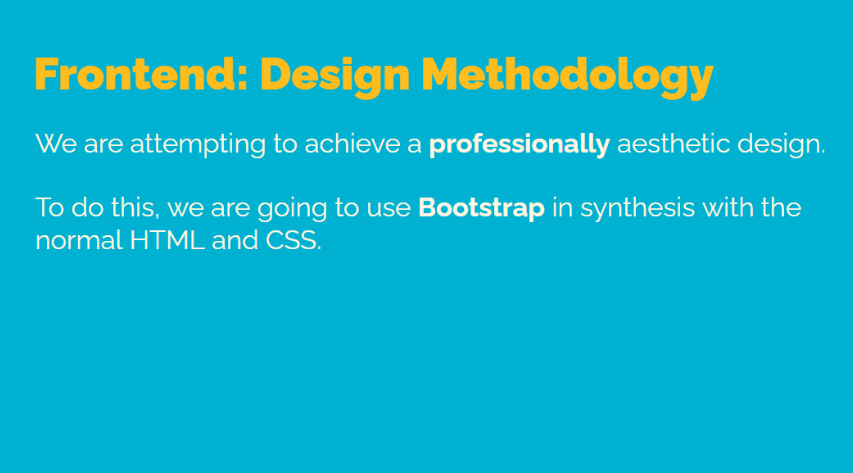 Frontend: Design Methodology
We are attempting to achieve a professionally aesthetic design.
To do this, we are going to use Bootstrap in synthesis with the
normal HTML and CSS.